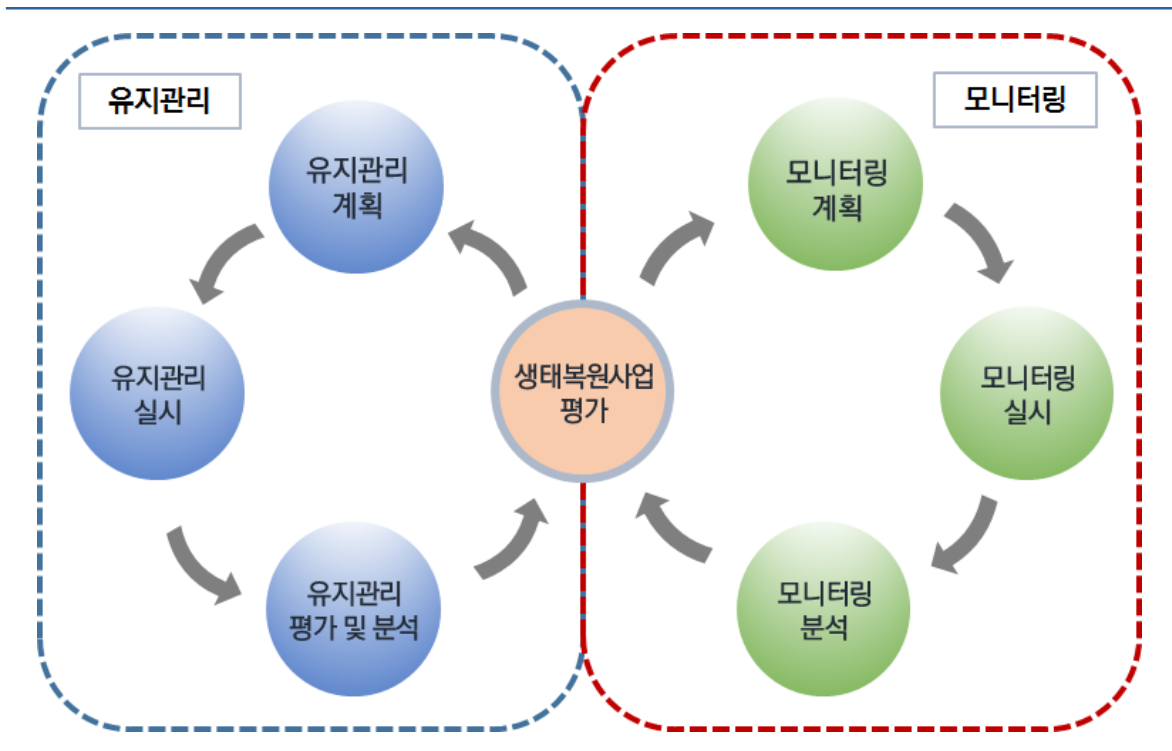 유지관리
모니터링
유지관리
계획
모니터링
계획
유지관리
실시
생태복원사업
평가
모니터링
실시
유지관리
평가 및 분석
모니터링
분석